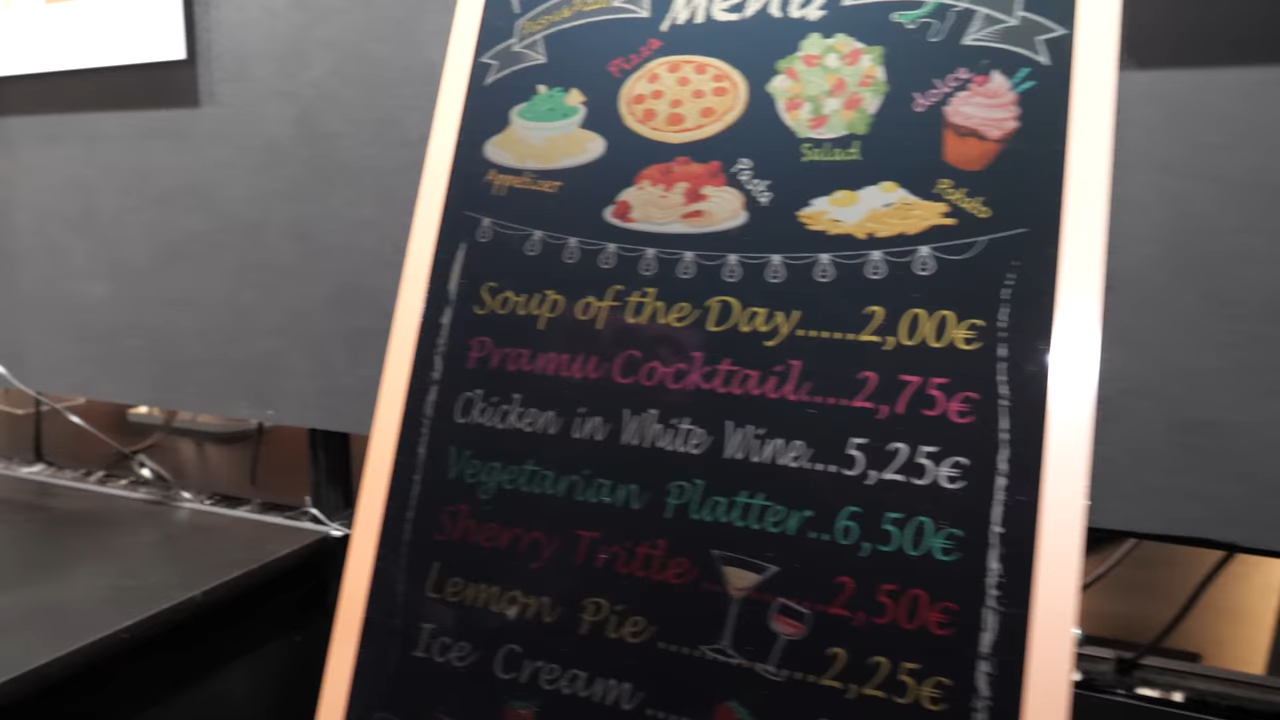 Menu
Pizza
dolce
Salad
Pasta
Appetizer
Potato
Soup of the Day.....2,00€
Pramu Cocktail....2,75€
Chicken in White Wine...5,25€
Vegetarian Platter..6,50€
Sherry Trifle ..........2,50€
Lemon Pie ...............2,25€
Ice Cream ....